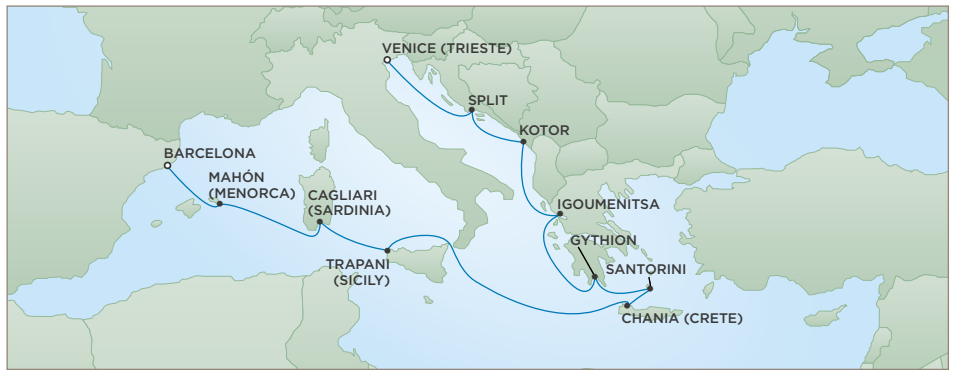 VENICE (TRIESTE)
SPLIT
KOTOR
BARCELONA
MAHÓN
(MENORCA)
CAGLIARI
(SARDINIA)
IGOUMENITSA
GYTHION
TRAPANI
(SICILY)
SANTORINI
CHANIA (CRETE)